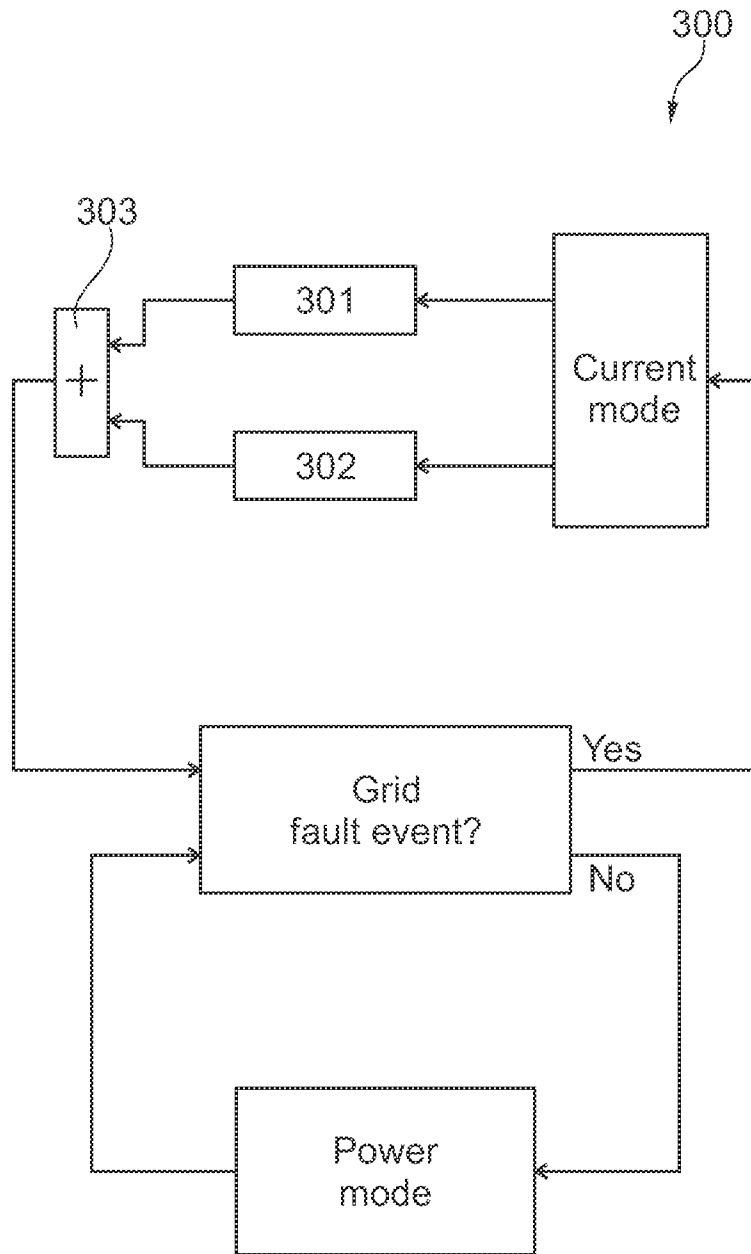 300
303
301
+
Current
mode
302
Yes
Grid
fault event?
No
Power
mode